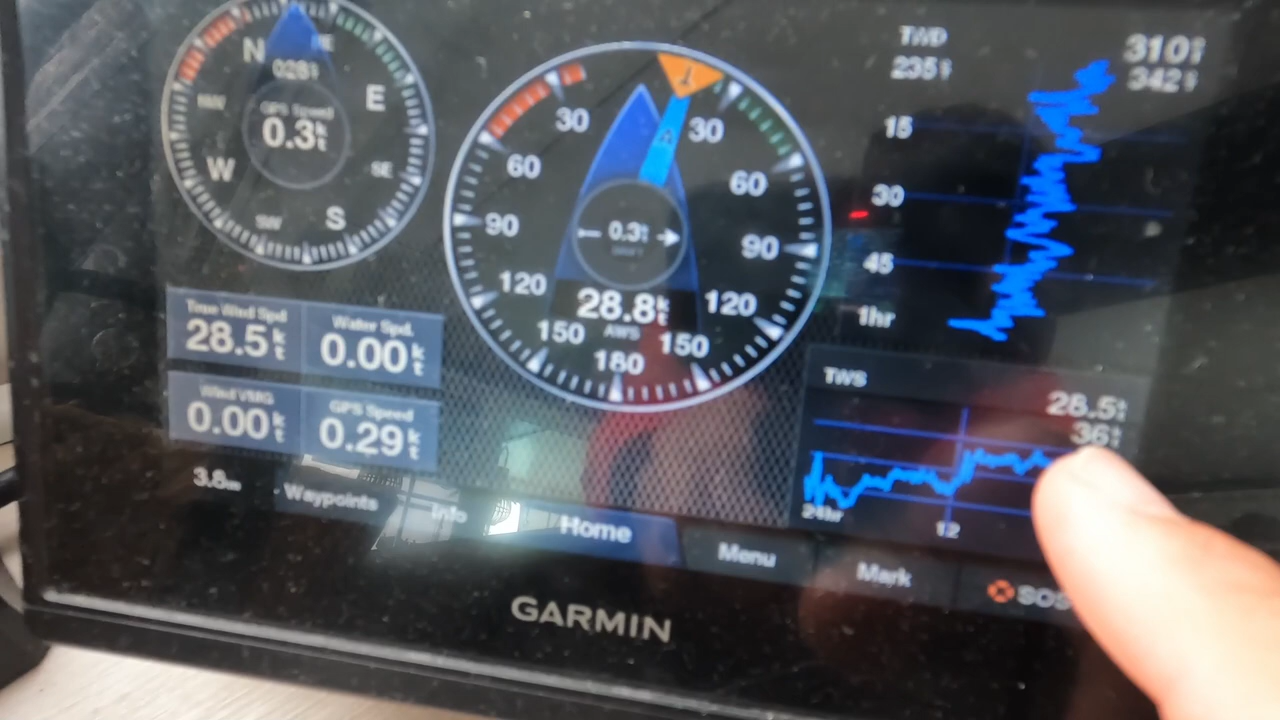 N
NE
028°t
GPS Speed
0.3kt
E
NW
W
SE
SW
S
30
30
60
60
90
90
0.3kt
DRIFT
120
120
28.8kt
AWS
150
150
180
TWD
235°t
310°t
342°t
15
30
45
1hr
True Wind Spd
28.5kt
Water Spd.
0.00kt
Wind VMG
0.00kt
GPS Speed
0.29kt
TWS
28.5kt
36kt
24hr
12
3.8m
Waypoints
Info
Home
Menu
Mark
SOS
GARMIN